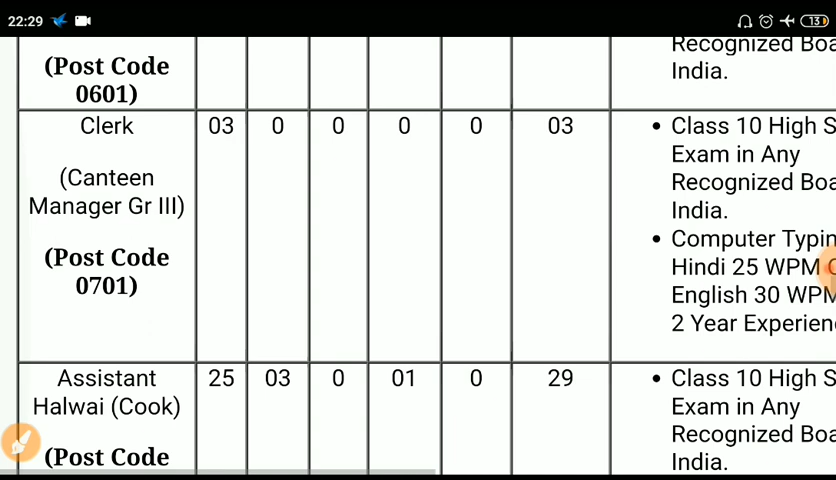 22:29
13
Recognized Boa
(Post Code
India.
0601)
Clerk 03 0 0 0 0 03
• Class 10 High S
Exam in Any
(Canteen
Recognized Boa
Manager Gr III)
India.
(Post Code
• Computer Typin
0701)
Hindi 25 WPM
English 30 WPM
2 Year Experien
Assistant 25 03 0 01 0 29
• Class 10 High S
Halwai (Cook)
Exam in Any
Recognized Boa
(Post Code
India.